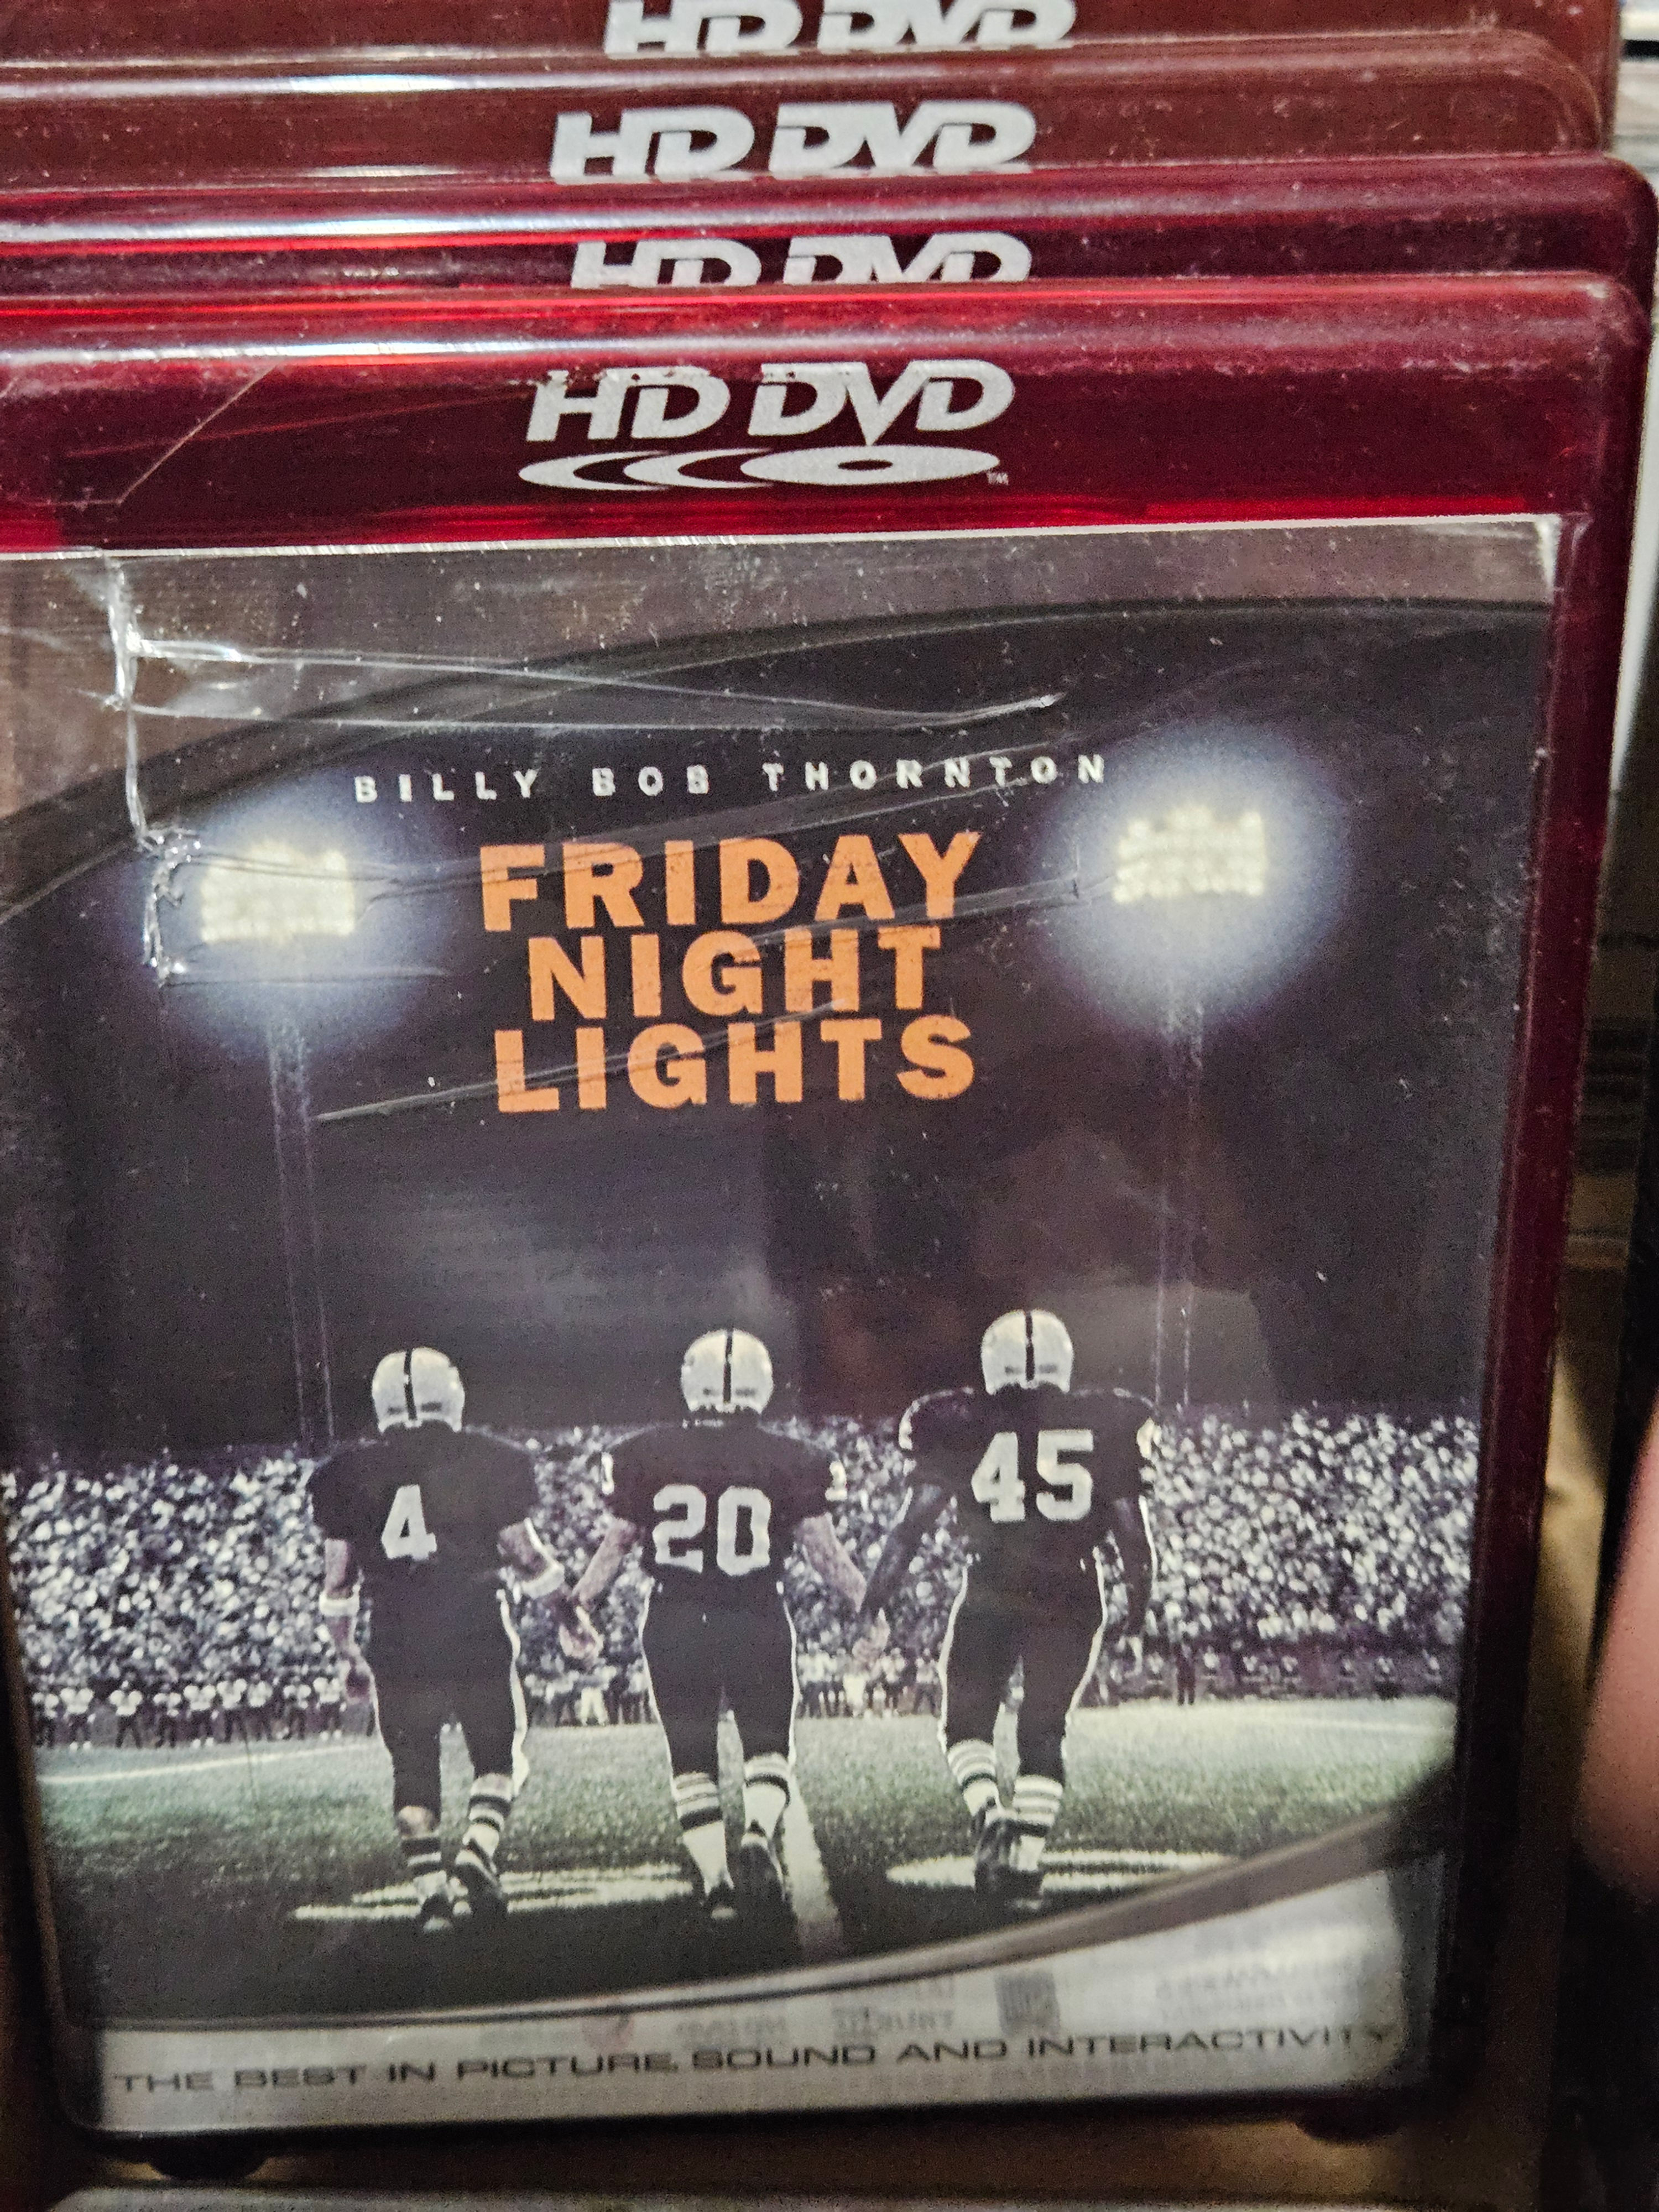 HD DVD
HD DVD
HD DVD
HD DVD
TM
BILLY BOB THORNTON
FRIDAY
NIGHT
LIGHTS
4
20
45
THE BEST IN PICTURE, SOUND AND INTERACTIVITY